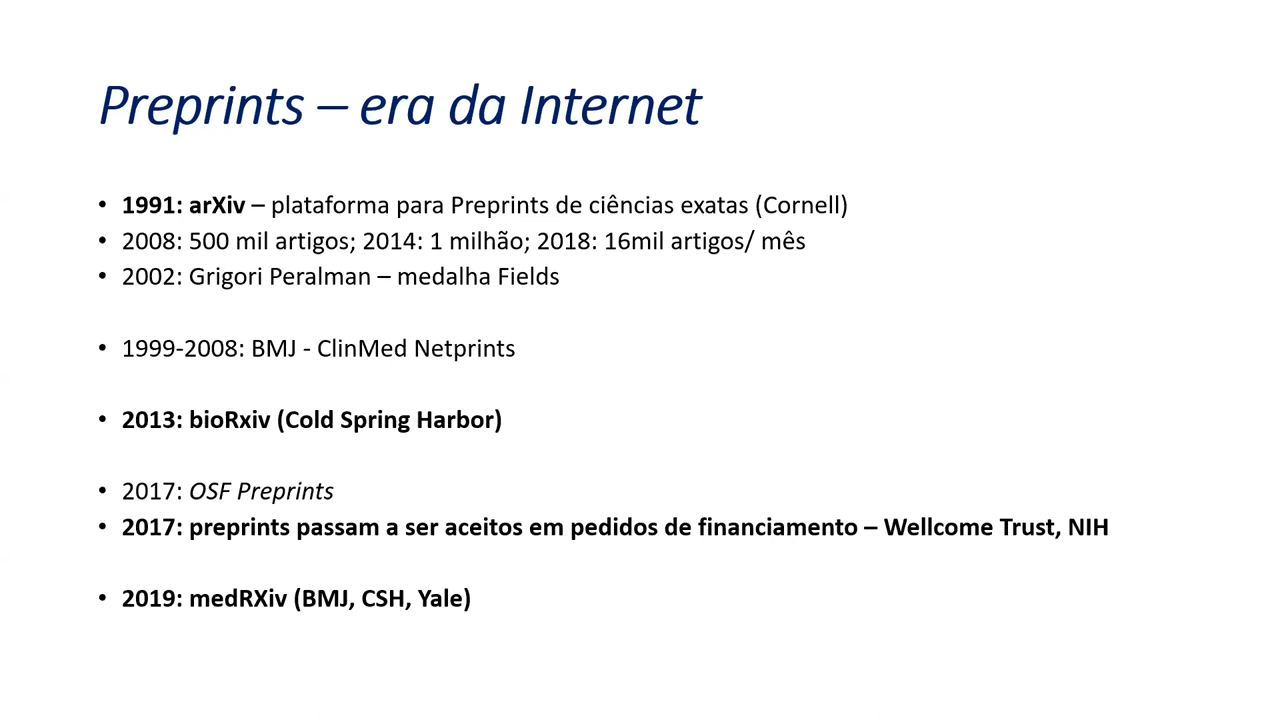 Preprints – era da Internet
• 1991: arXiv – plataforma para Preprints de ciências exatas (Cornell)
• 2008: 500 mil artigos; 2014: 1 milhão; 2018: 16mil artigos/ mês
• 2002: Grigori Peralman – medalha Fields
• 1999-2008: BMJ - ClinMed Netprints
• 2013: bioRxiv (Cold Spring Harbor)
• 2017: OSF Preprints
• 2017: preprints passam a ser aceitos em pedidos de financiamento – Wellcome Trust, NIH
• 2019: medRXiv (BMJ, CSH, Yale)